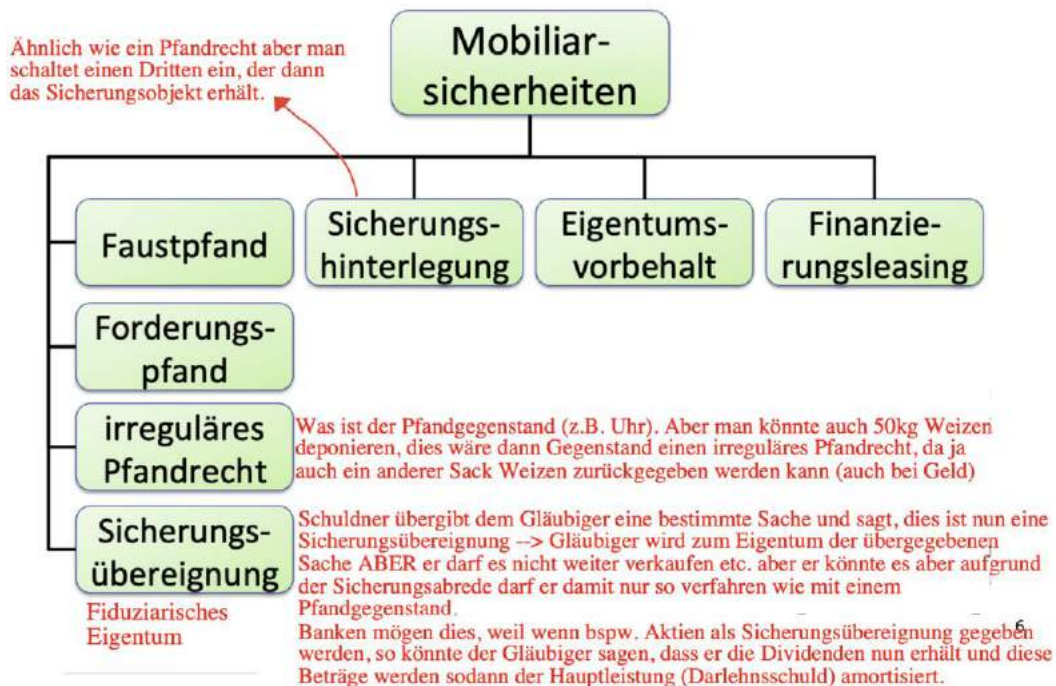 Mobiliar-
sicherheiten
Ähnlich wie ein Pfandrecht aber man
schaltet einen Dritten ein, der dann
das Sicherungsobjekt erhält.
Faustpfand
Sicherungs-
hinterlegung
Eigentums-
vorbehalt
Finanzie-
rungsleasing
Forderungs-
pfand
irreguläres
Pfandrecht
Was ist der Pfandgegenstand (z.B. Uhr). Aber man könnte auch 50kg Weizen
deponieren, dies wäre dann Gegenstand einen irreguläres Pfandrecht, da ja
auch ein anderer Sack Weizen zurückgegeben werden kann (auch bei Geld)
Sicherungs-
übereignung
Fiduziarisches
Eigentum
Schuldner übergibt dem Gläubiger eine bestimmte Sache und sagt, dies ist nun eine
Sicherungsübereignung --> Gläubiger wird zum Eigentum der übergegebenen
Sache ABER er darf es nicht weiter verkaufen etc. aber er könnte es aber aufgrund
der Sicherungsabrede darf er damit nur so verfahren wie mit einem
Pfandgegenstand.
Banken mögen dies, weil wenn bspw. Aktien als Sicherungsübereignung gegeben
werden, so könnte der Gläubiger sagen, dass er die Dividenden nun erhält und diese
Beträge werden sodann der Hauptleistung (Darlehnsschuld) amortisiert.
6